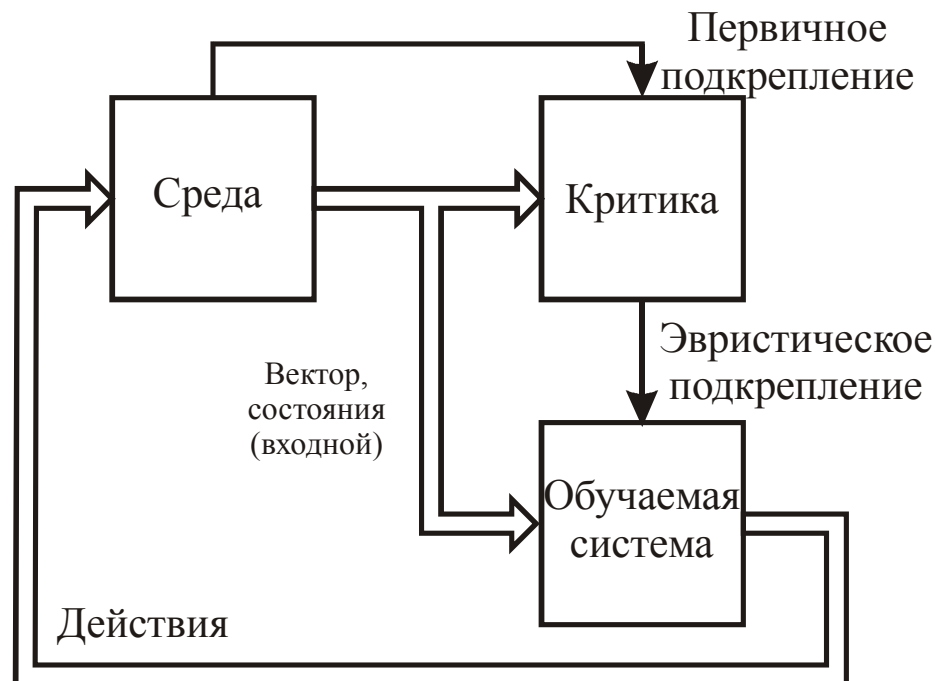 Первичное
подкрепление
Среда
Критика
Эвристическое
подкрепление
Вектор,
состояния
(входной)
Обучаемая
система
Действия